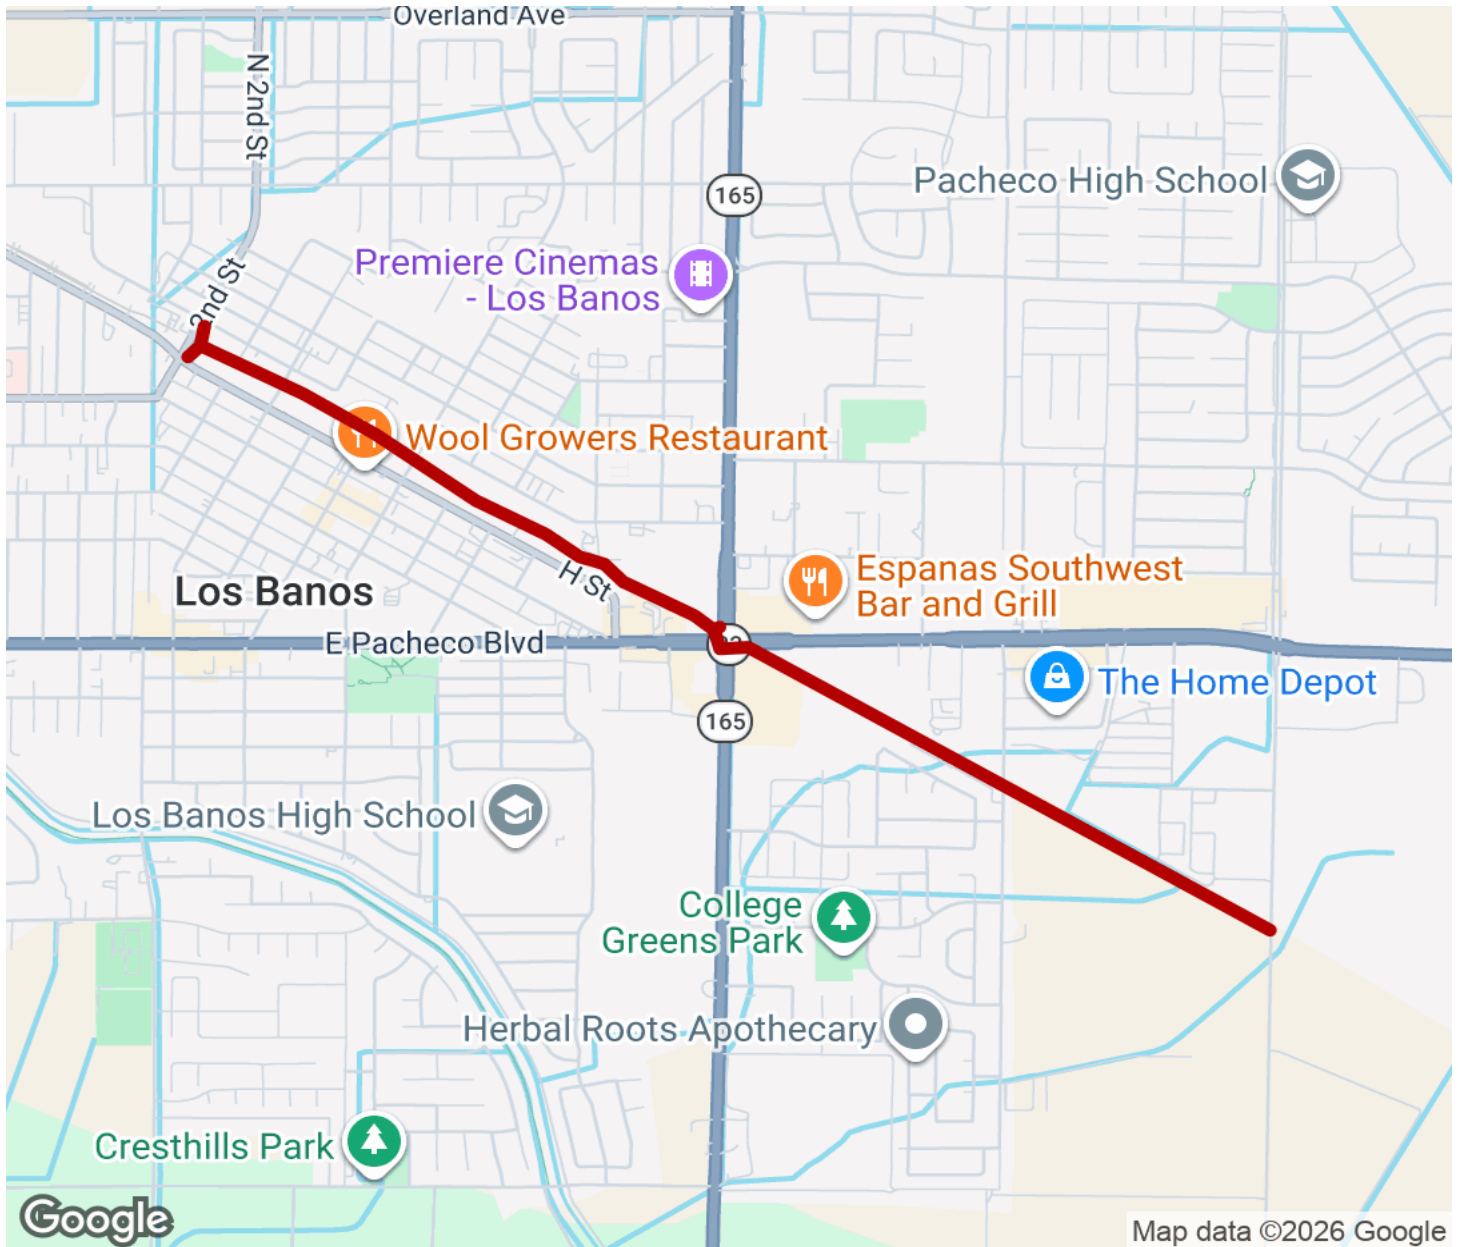 Overland Ave
N 2nd St
165
Pacheco High School
Premiere Cinemas
- Los Banos
2nd St
Wool Growers Restaurant
H St
Espanas Southwest
Bar and Grill
Los Banos
E Pacheco Blvd
The Home Depot
165
Los Banos High School
College
Greens Park
Herbal Roots Apothecary
Cresthills Park
Google
Map data ©2026 Google